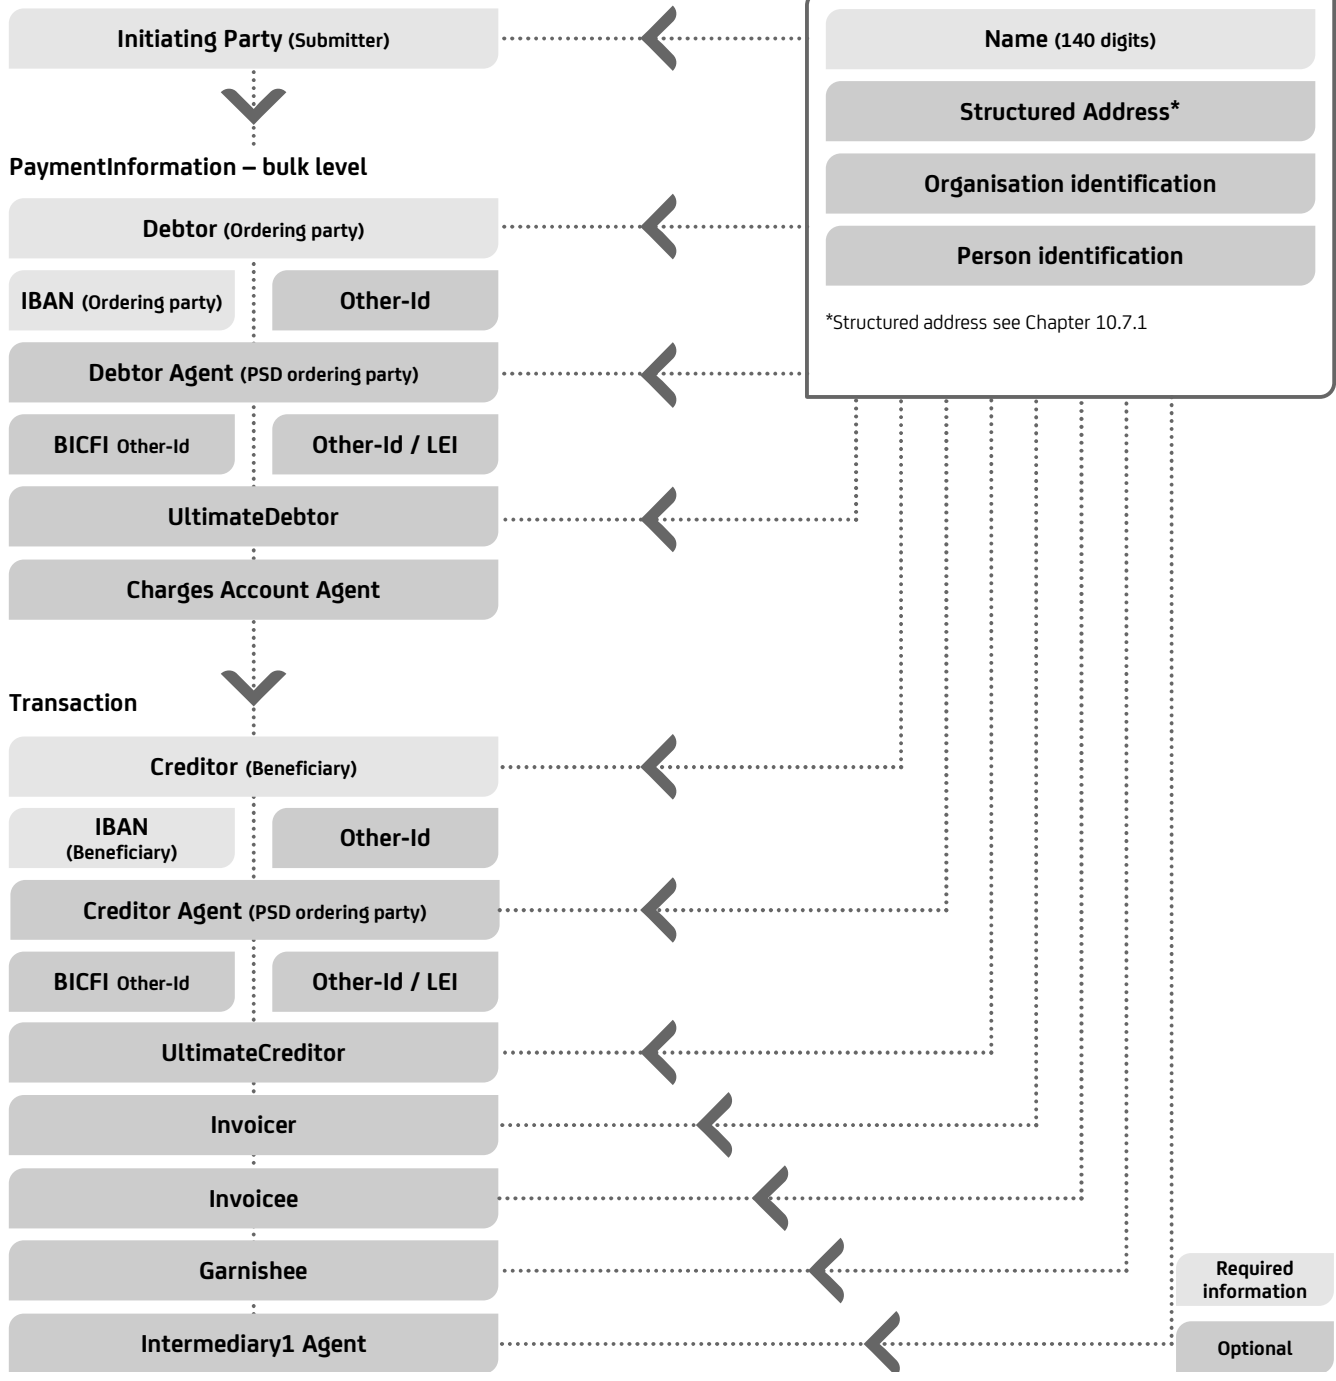 Initiating Party (Submitter)
Name (140 digits)
Structured Address*
Organisation identification
Person identification
*Structured address see Chapter 10.7.1
PaymentInformation – bulk level
Debtor (Ordering party)
IBAN (Ordering party)
Other-Id
Debtor Agent (PSD ordering party)
BICFI Other-Id
Other-Id / LEI
UltimateDebtor
Charges Account Agent
Transaction
Creditor (Beneficiary)
IBAN
(Beneficiary)
Other-Id
Creditor Agent (PSD ordering party)
BICFI Other-Id
Other-Id / LEI
UltimateCreditor
Invoicer
Invoicee
Garnishee
Intermediary1 Agent
Required
information
Optional